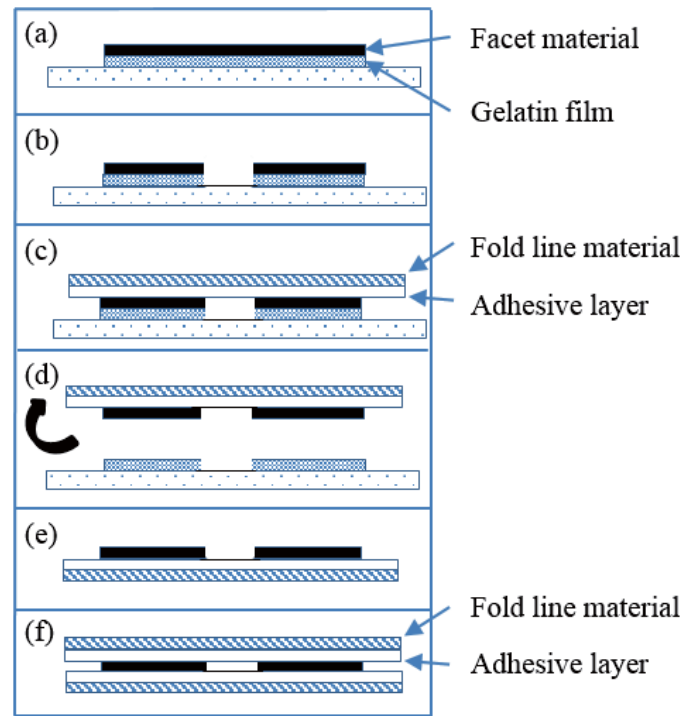 (a)
Facet material
Gelatin film
(b)
(c)
Fold line material
Adhesive layer
(d)
(e)
(f)
Fold line material
Adhesive layer